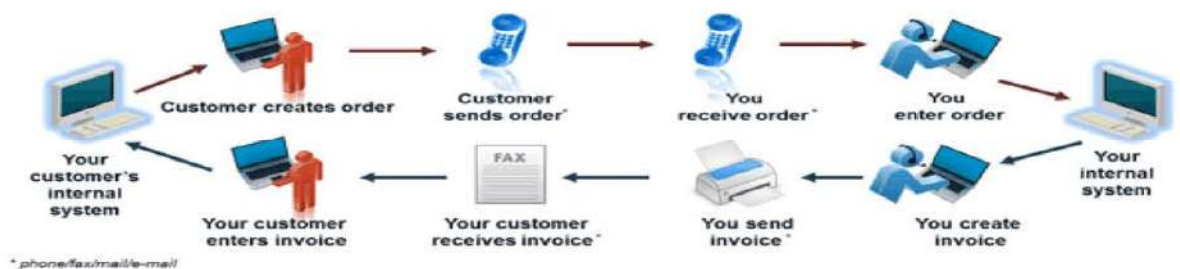 Customer creates order
Customer
sends order*
You
receive order*
You
enter order
Your
internal
system
You create
invoice
You send
invoice*
FAX
Your customer
receives invoice*
Your customer
enters invoice
Your
customer's
internal
system
* phone/fax/mail/e-mail